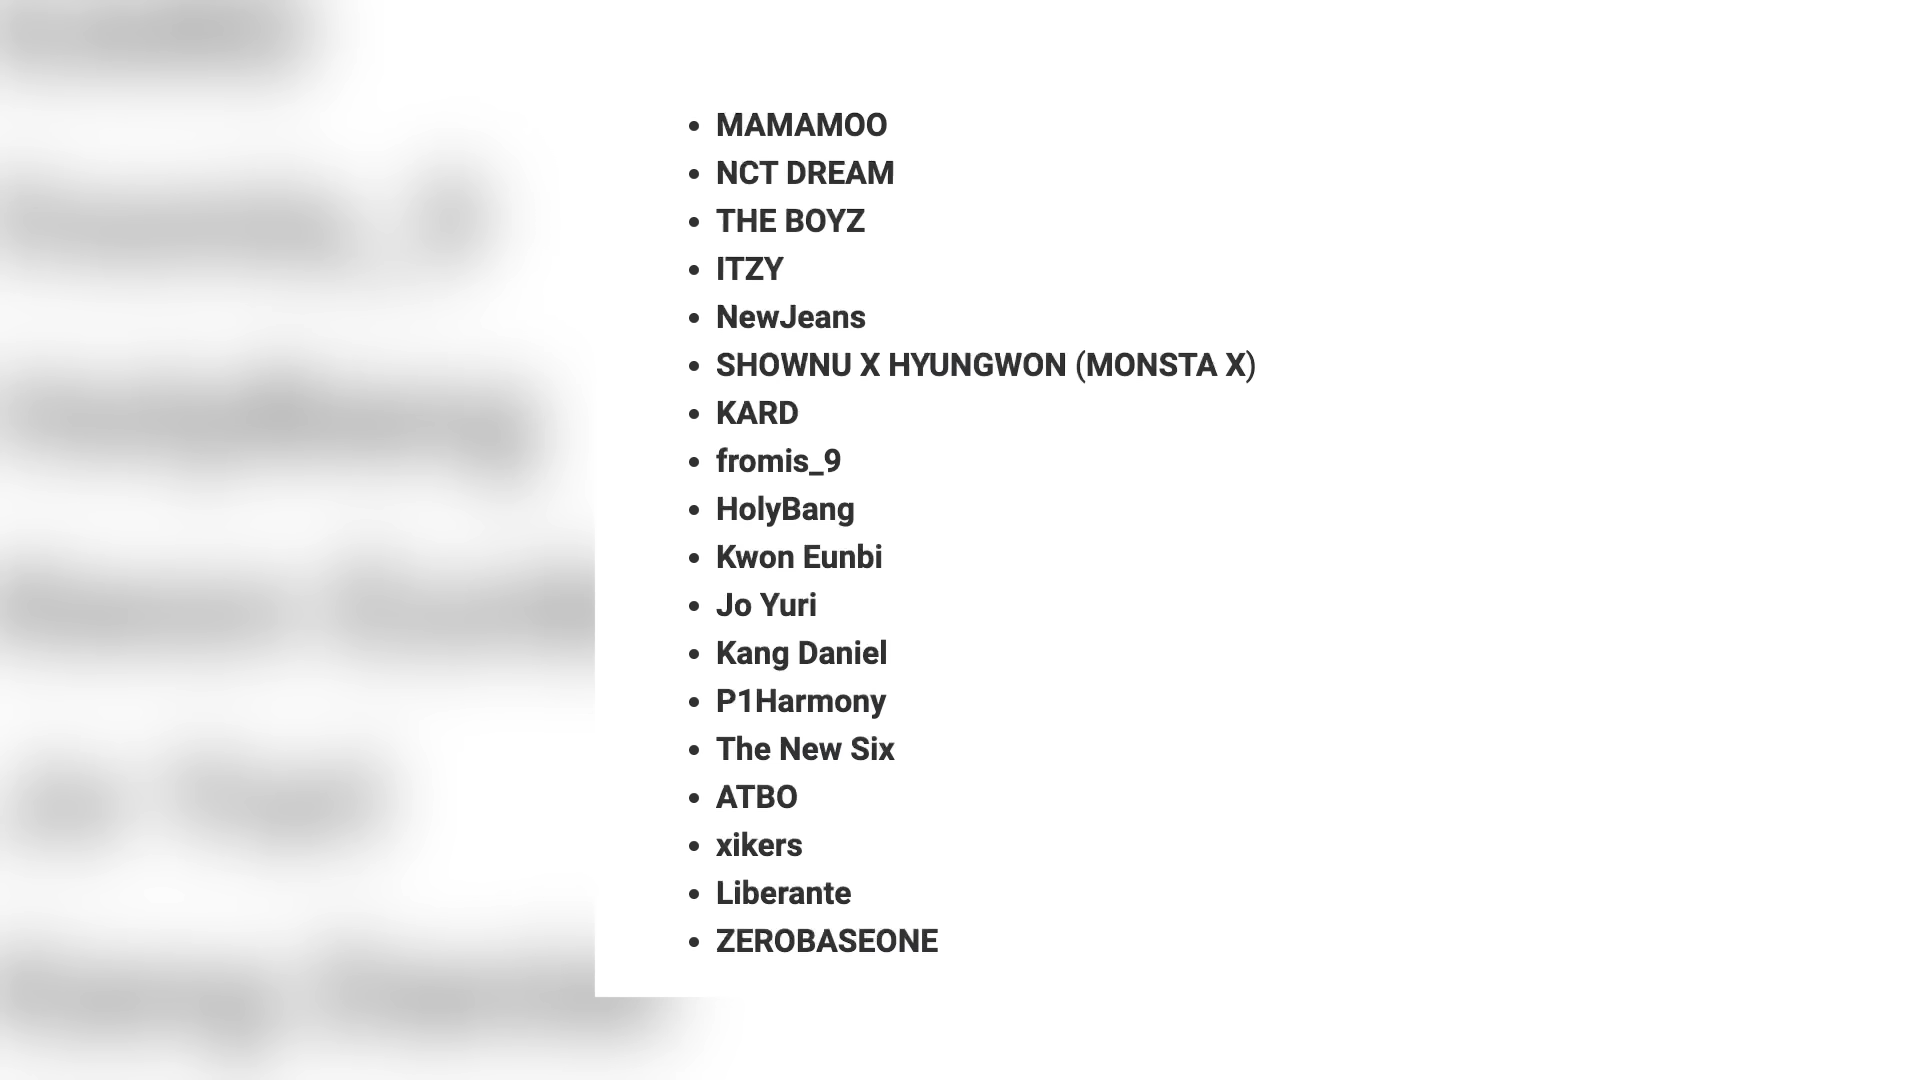 MAMAMOO
NCT DREAM
THE BOYZ
ITZY
NewJeans
SHOWNU X HYUNGWON (MONSTA X)
KARD
fromis_9
HolyBang
Kwon Eunbi
Jo Yuri
Kang Daniel
P1Harmony
The New Six
ATBO
xikers
Liberante
ZEROBASEONE